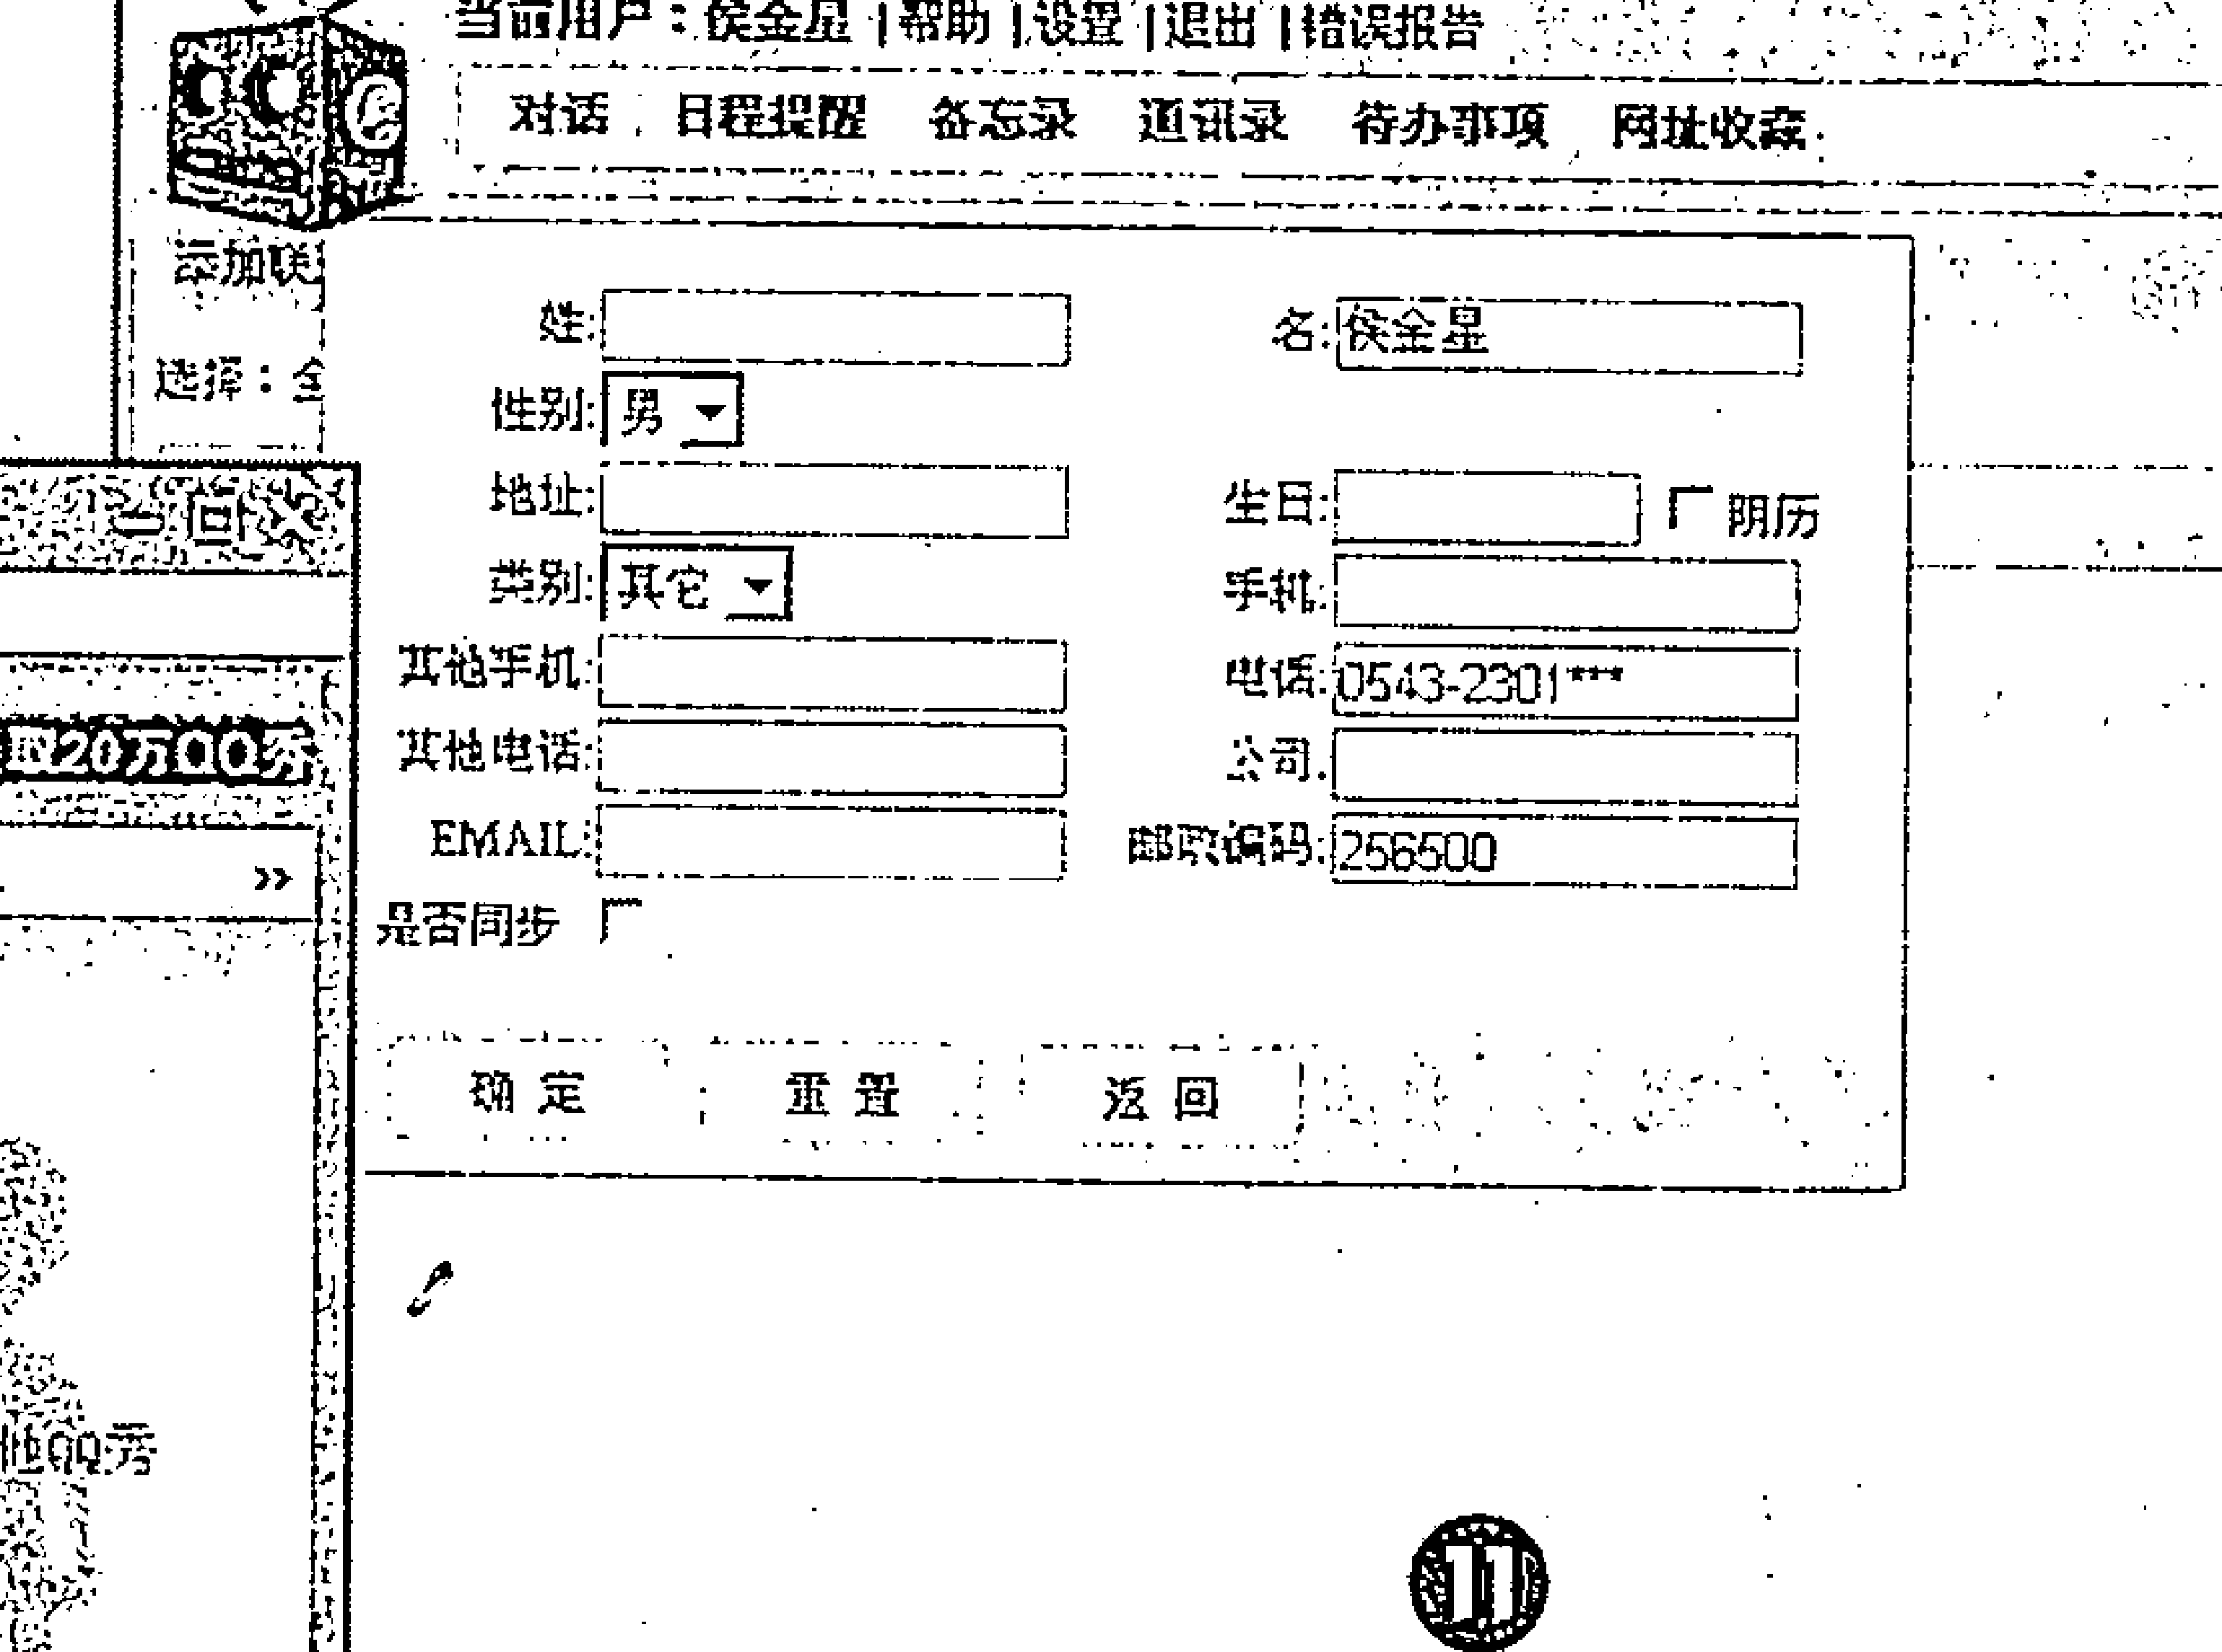 当前用户：侯金星 | 帮助 | 设置 | 退出 | 错误报告
对话 日程提醒 备忘录 通讯录 待办事项 网址收藏
添加联
选择：全
姓: 名:侯金星
性别: 男
地址: 生日: 阴历
类别: 其它 手机:
其他手机: 电话:0543-2301***
20万QQ秀
其他电话: 公司:
EMAIL: 邮政编码:256500
»
是否同步
确 定 重 置 返 回
QQ秀
11